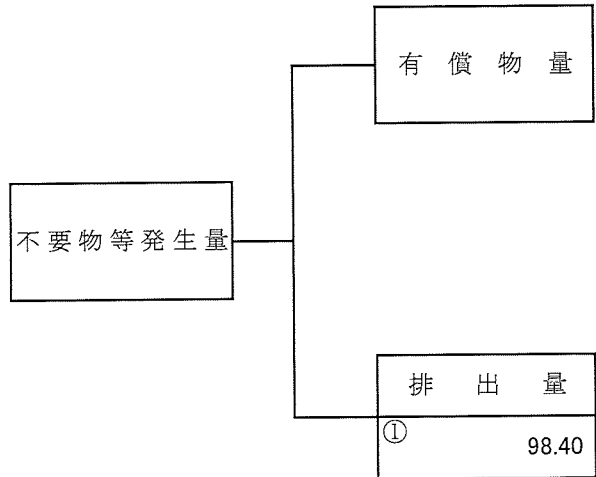 有償物量
不要物等発生量
排出量
①
98.40